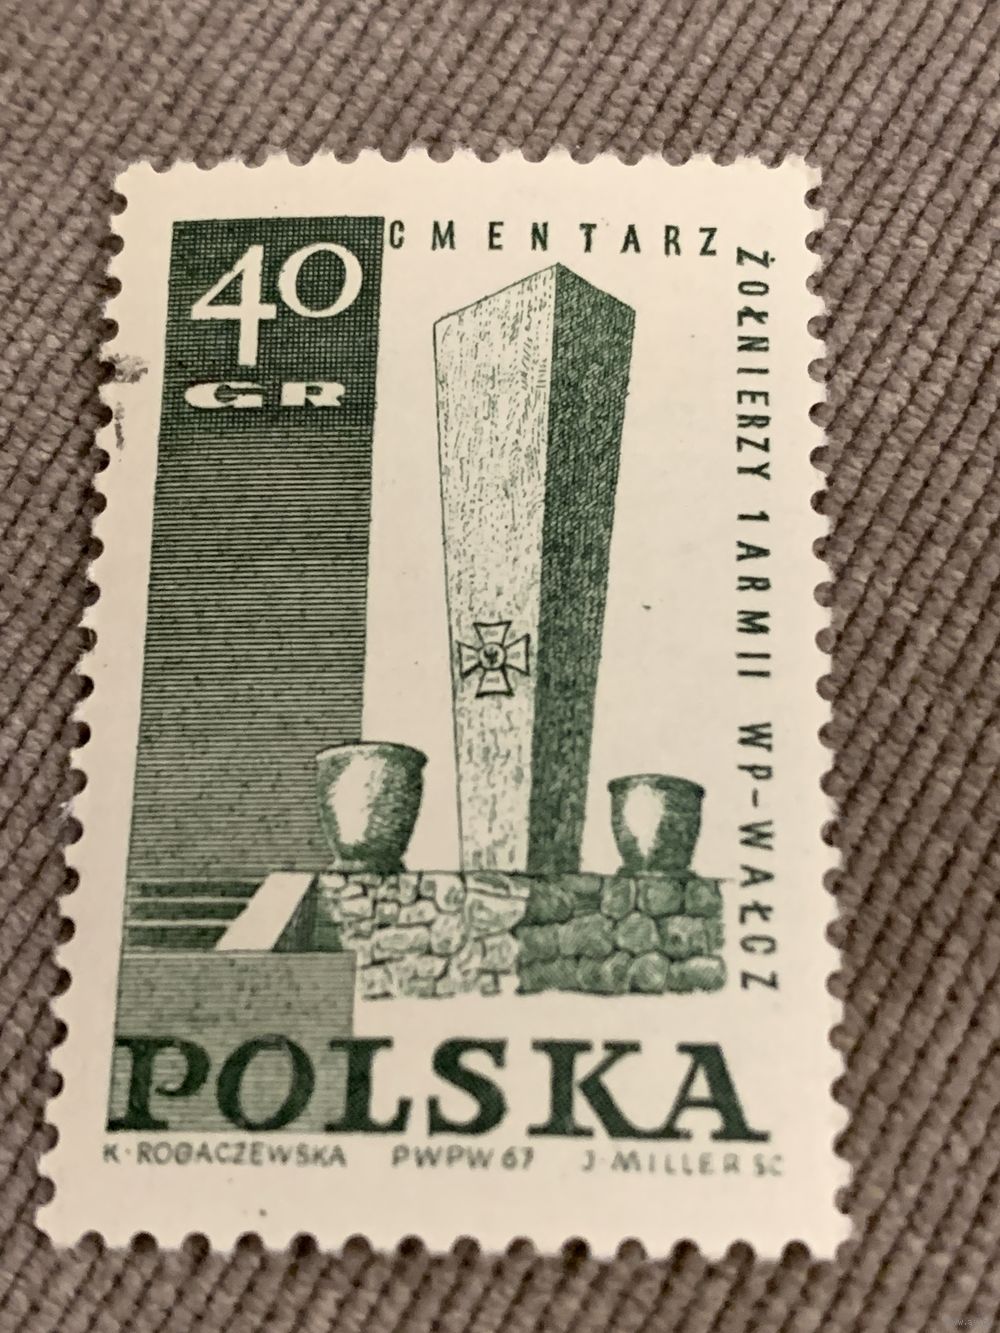 40
GR
CMENTARZ
ŻOŁNIERZY 1 ARMII WP-WAŁCZ
POLSKA
K·ROGACZEWSKA PWPW 67 J·MILLER SC